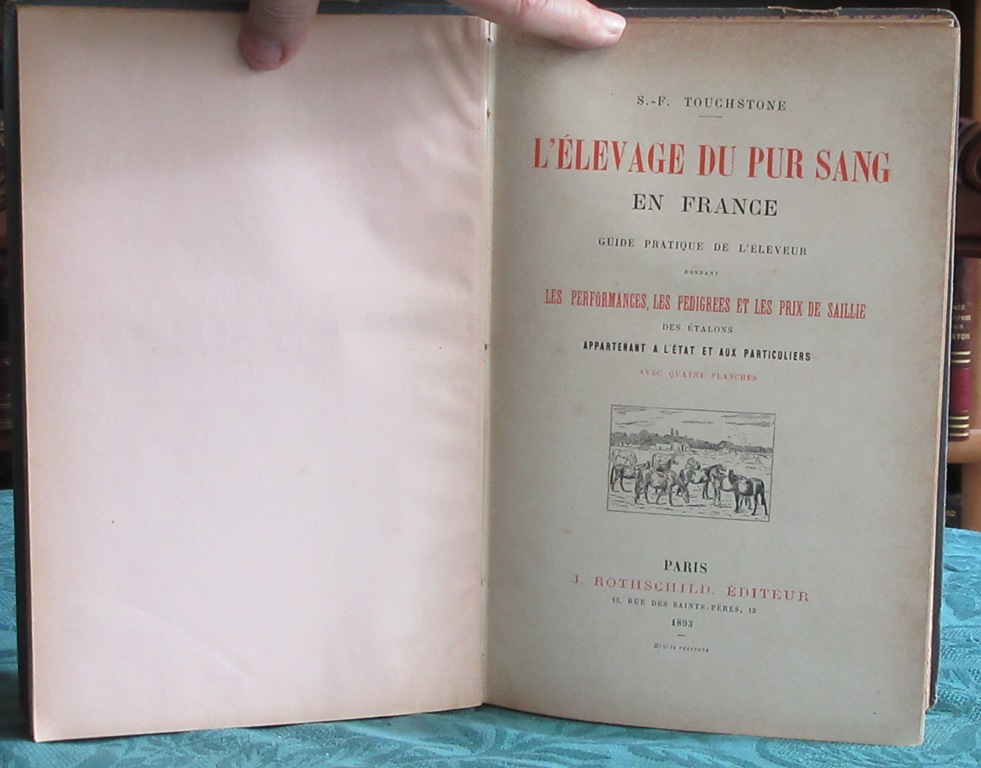 S.-F. TOUCHSTONE
L'ÉLEVAGE DU PUR SANG
EN FRANCE
GUIDE PRATIQUE DE L'ÉLEVEUR
DONNANT
LES PERFORMANCES, LES PEDIGREES ET LES PRIX DE SAILLIE
DES ÉTALONS
APPARTENANT A L'ÉTAT ET AUX PARTICULIERS
AVEC QUATRE PLANCHES
PARIS
J. ROTHSCHILD, ÉDITEUR
13, RUE DES SAINTS-PÈRES, 13
1893
Droits réservés